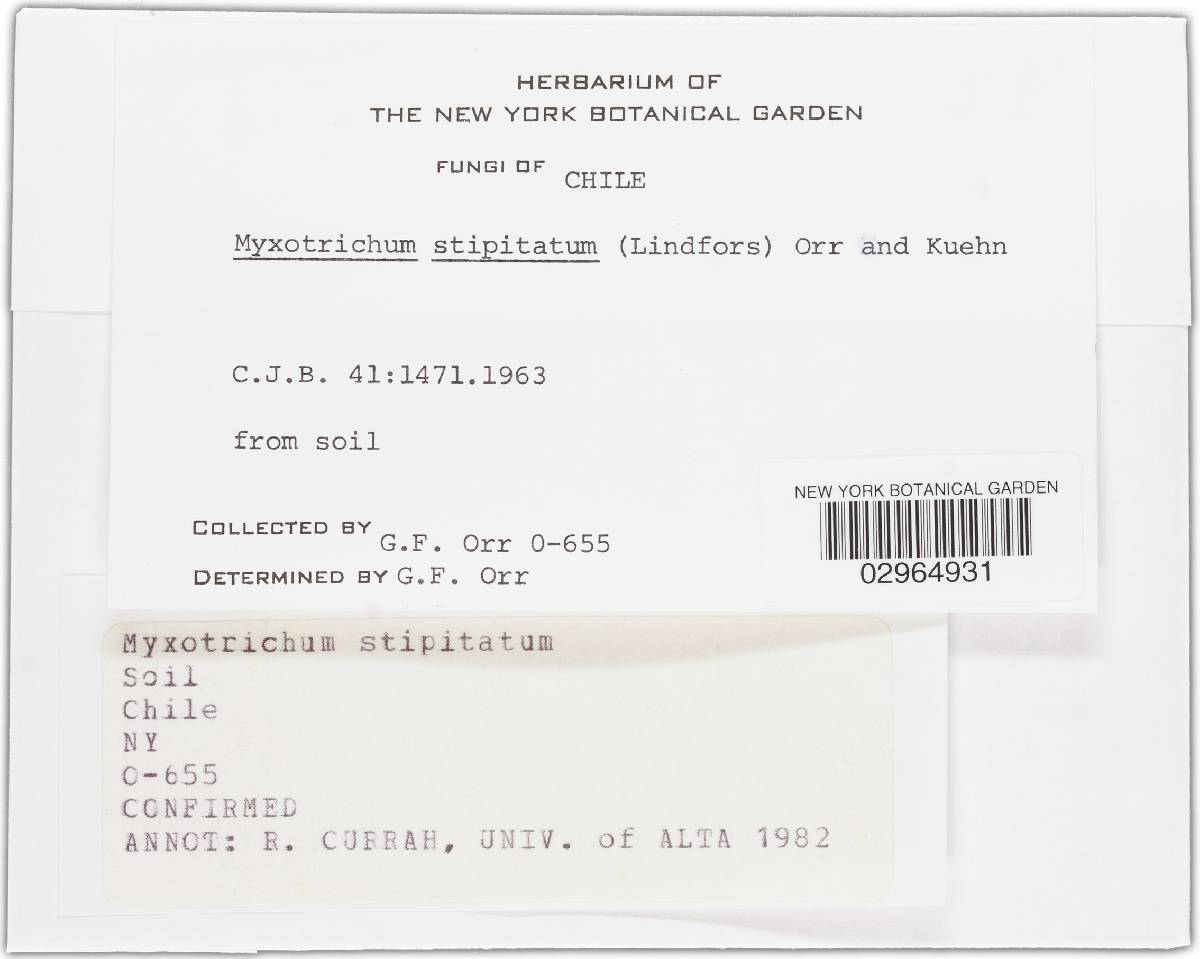 HERBARIUM OF
THE NEW YORK BOTANICAL GARDEN
FUNGI OF CHILE
Myxotrichum stipitatum (Lindfors) Orr and Kuehn
C.J.B. 41:1471.1963
from soil
COLLECTED BY G.F. Orr O-655
DETERMINED BY G.F. Orr
NEW YORK BOTANICAL GARDEN
02964931
Myxotrichum stipitatum
Soil
Chile
NY
O-655
CONFIRMED
ANNOT: R. CURRAH, UNIV. of ALTA 1982